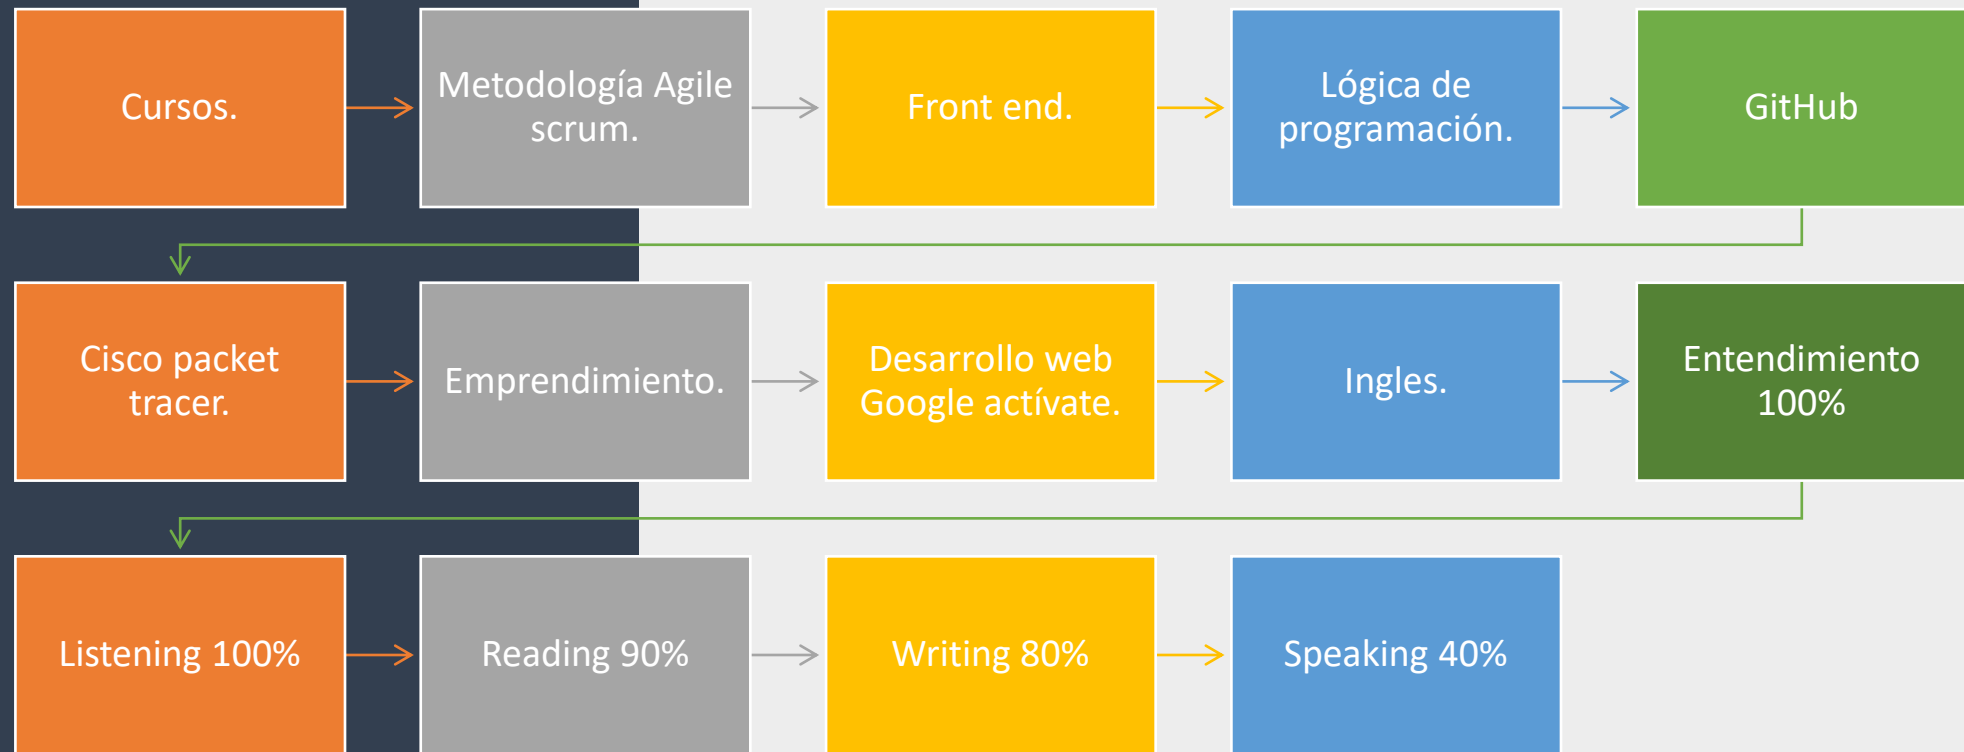 Cursos.
Metodología Agile
scrum.
Front end.
Lógica de
programación.
GitHub
Cisco packet
tracer.
Emprendimiento.
Desarrollo web
Google actívate.
Ingles.
Entendimiento
100%
Listening 100%
Reading 90%
Writing 80%
Speaking 40%